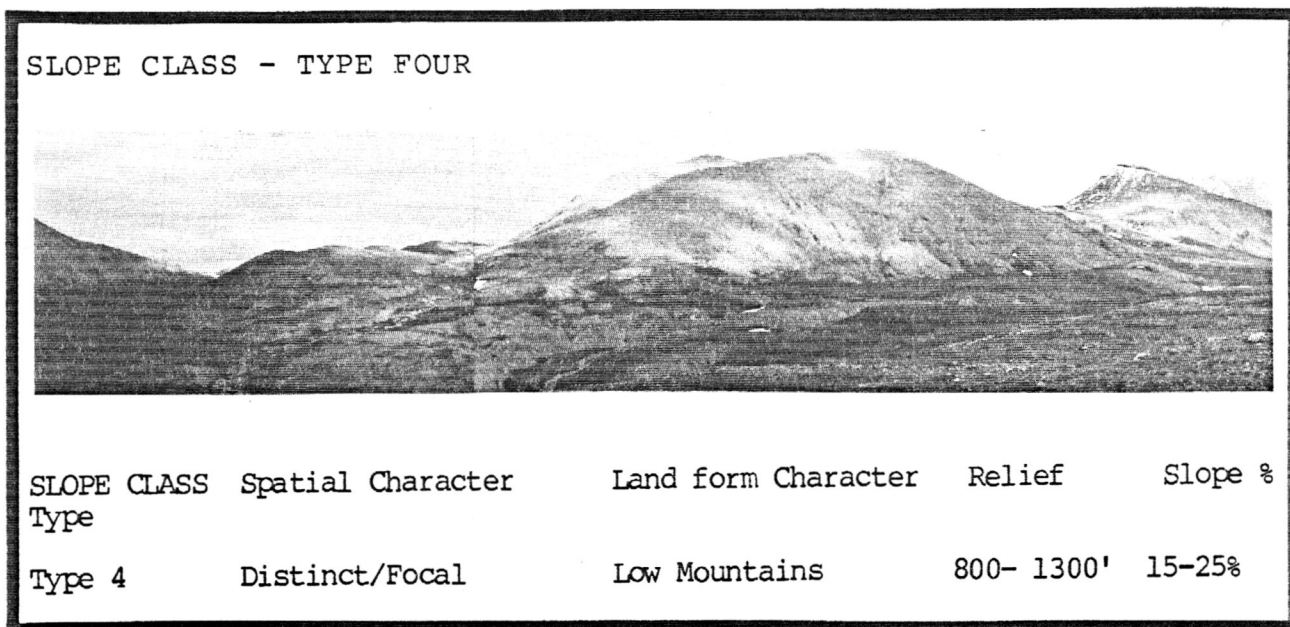 SLOPE CLASS - TYPE FOUR
SLOPE CLASS Spatial Character Land form Character Relief Slope %
Type
Type 4 Distinct/Focal Low Mountains 800- 1300' 15-25%